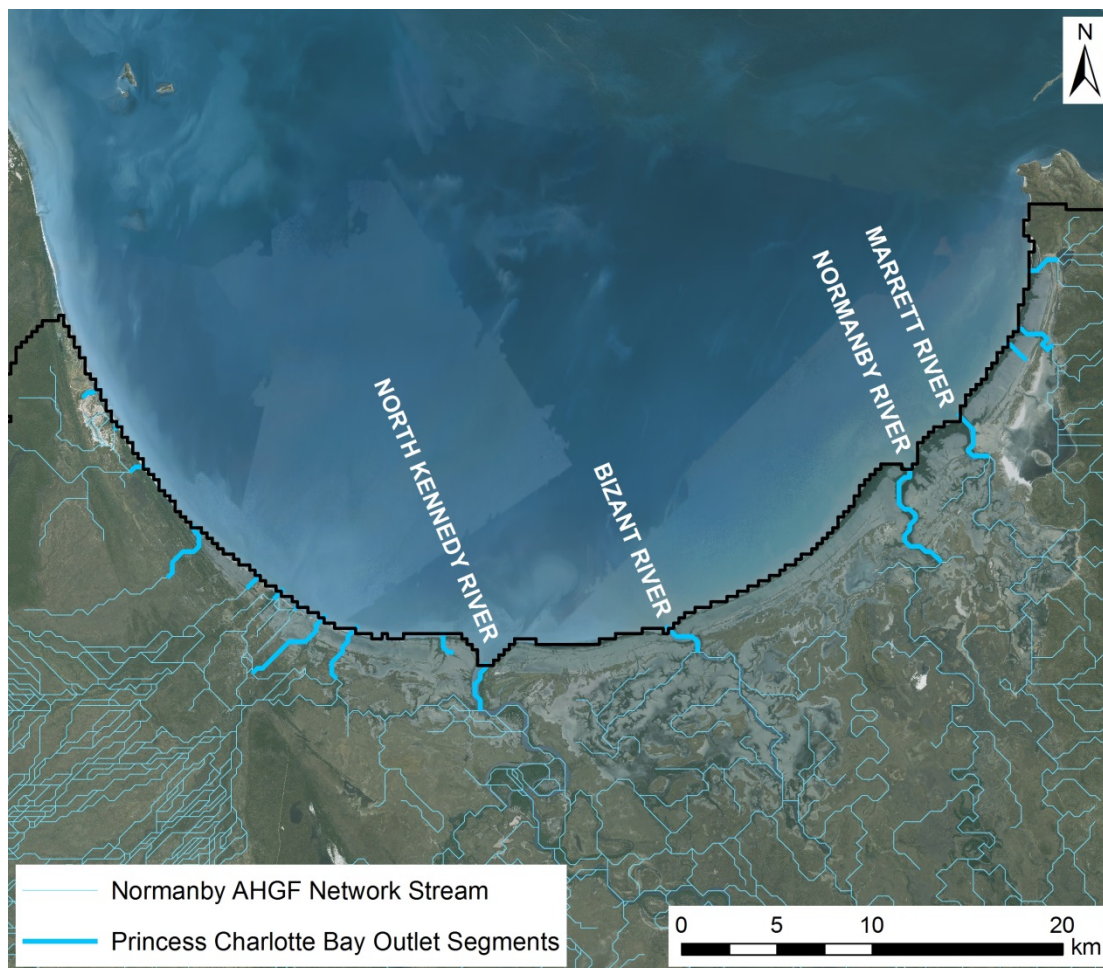 N
MARRETT RIVER
NORMANBY RIVER
NORTH KENNEDY RIVER
BIZANT RIVER
Normanby AHGF Network Stream
Princess Charlotte Bay Outlet Segments
0 5 10 20
km